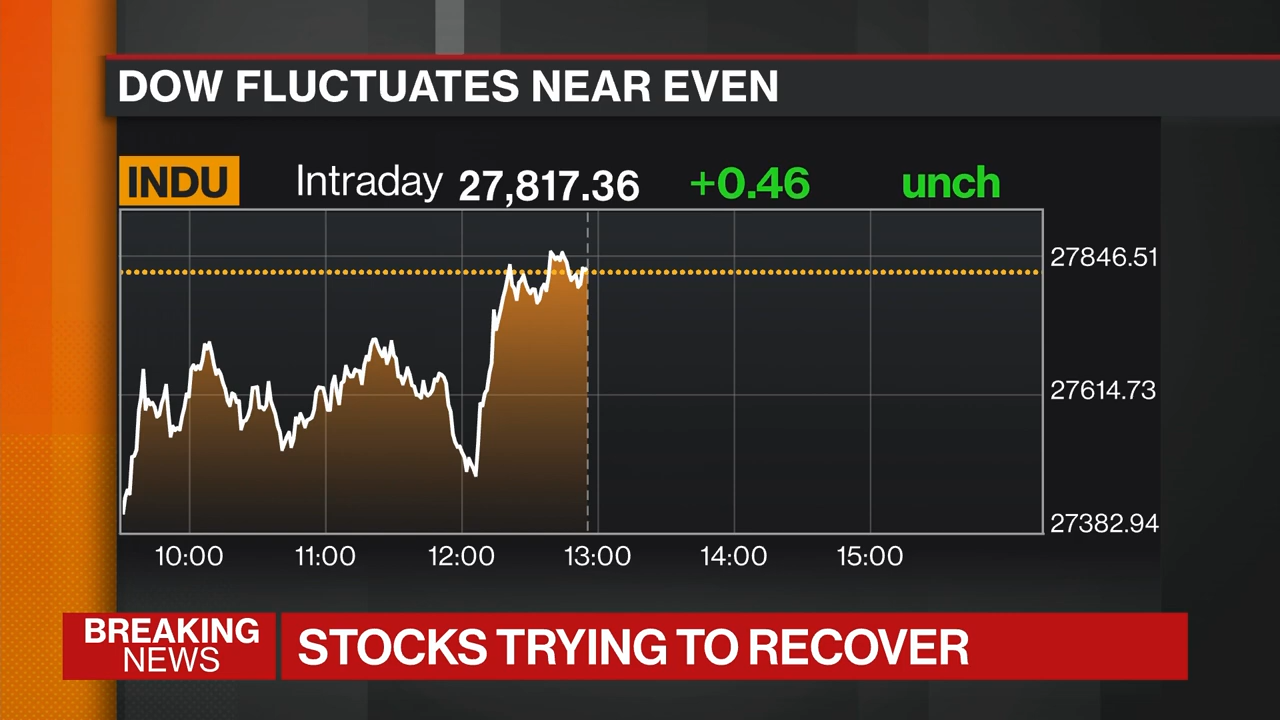 DOW FLUCTUATES NEAR EVEN
INDU Intraday 27,817.36 +0.46 unch
27846.51
27614.73
27382.94
10:00 11:00 12:00 13:00 14:00 15:00
BREAKING NEWS
STOCKS TRYING TO RECOVER